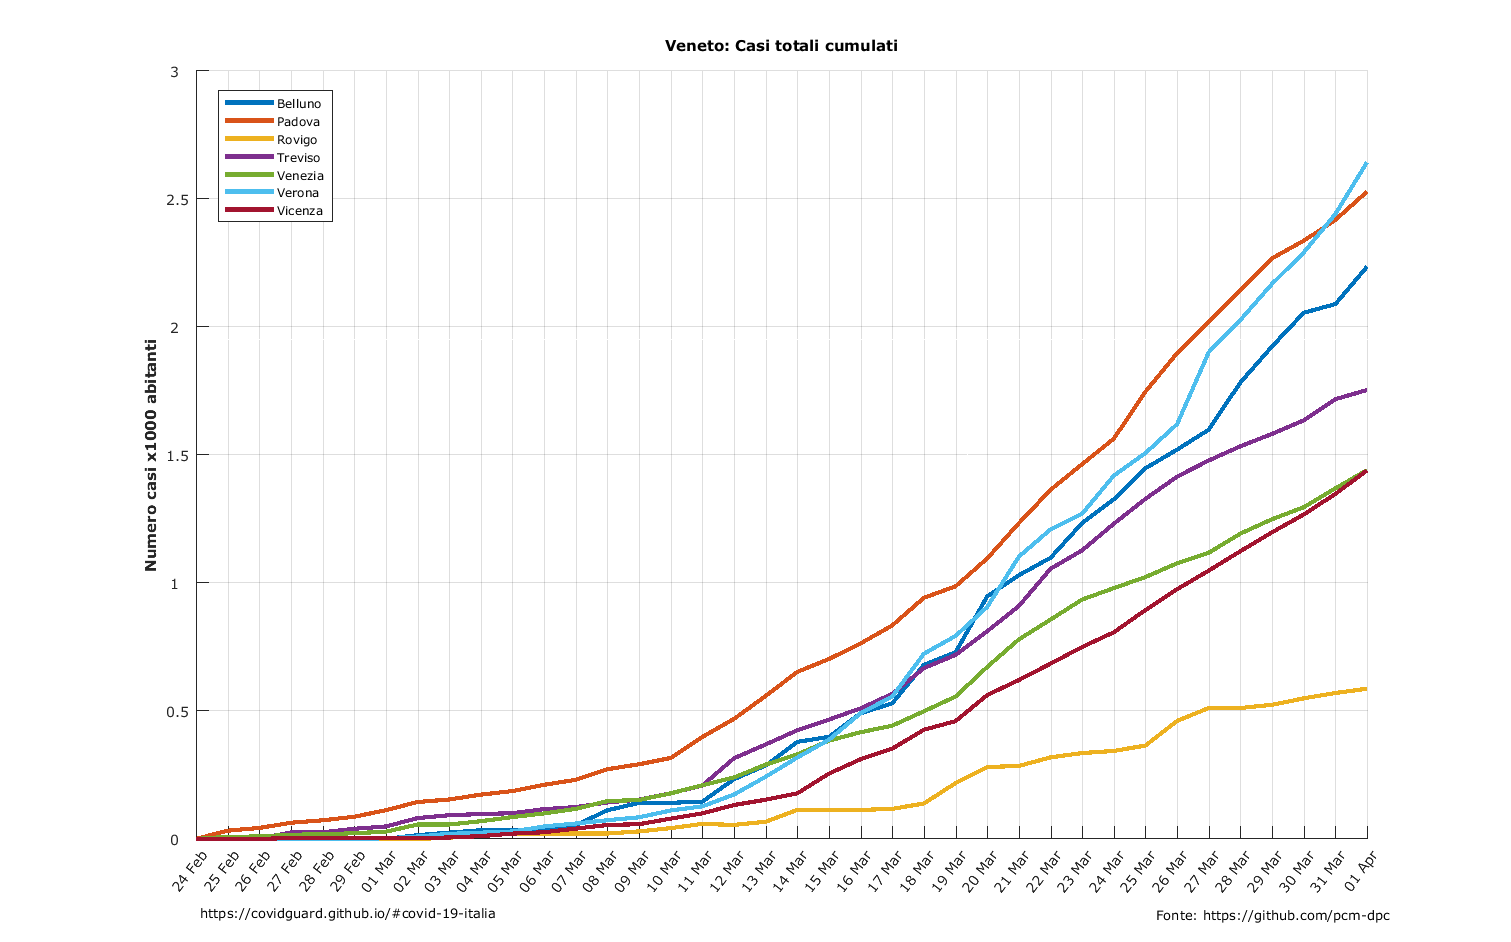 Veneto: Casi totali cumulati
3
2.5
2
1.5
1
0.5
0
Numero casi x1000 abitanti
Belluno
Padova
Rovigo
Treviso
Venezia
Verona
Vicenza
24 Feb
25 Feb
26 Feb
27 Feb
28 Feb
29 Feb
01 Mar
02 Mar
03 Mar
04 Mar
05 Mar
06 Mar
07 Mar
08 Mar
09 Mar
10 Mar
11 Mar
12 Mar
13 Mar
14 Mar
15 Mar
16 Mar
17 Mar
18 Mar
19 Mar
20 Mar
21 Mar
22 Mar
23 Mar
24 Mar
25 Mar
26 Mar
27 Mar
28 Mar
29 Mar
30 Mar
31 Mar
01 Apr
https://covidguard.github.io/#covid-19-italia
Fonte: https://github.com/pcm-dpc